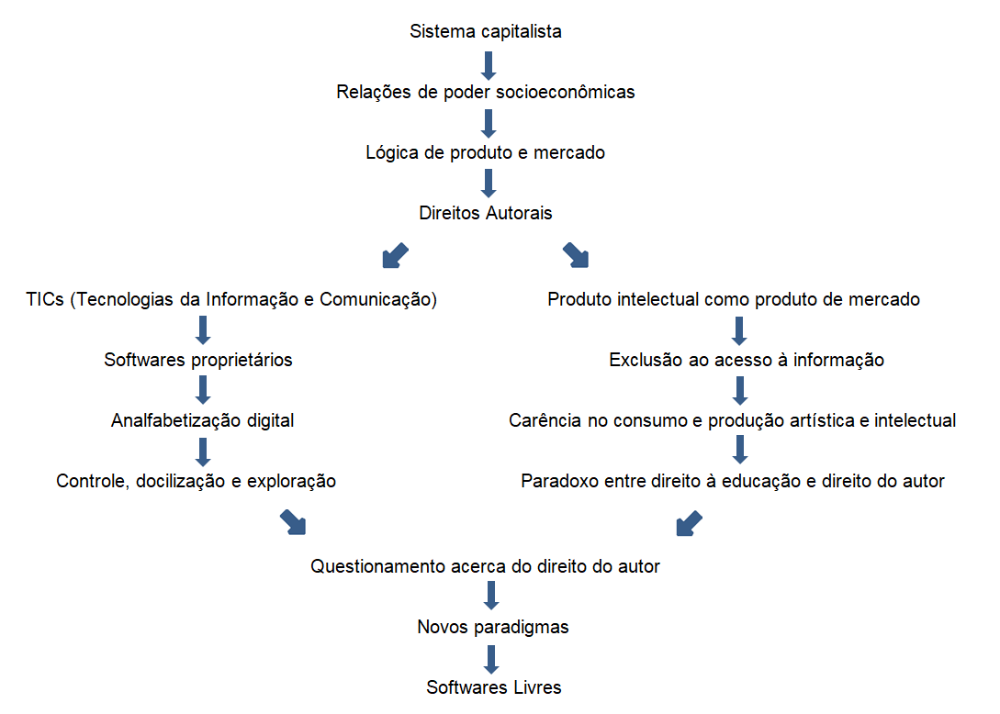 Sistema capitalista
Relações de poder socioeconômicas
Lógica de produto e mercado
Direitos Autorais
TICs (Tecnologias da Informação e Comunicação)
Softwares proprietários
Analfabetização digital
Controle, docilização e exploração
Produto intelectual como produto de mercado
Exclusão ao acesso à informação
Carência no consumo e produção artística e intelectual
Paradoxo entre direito à educação e direito do autor
Questionamento acerca do direito do autor
Novos paradigmas
Softwares Livres